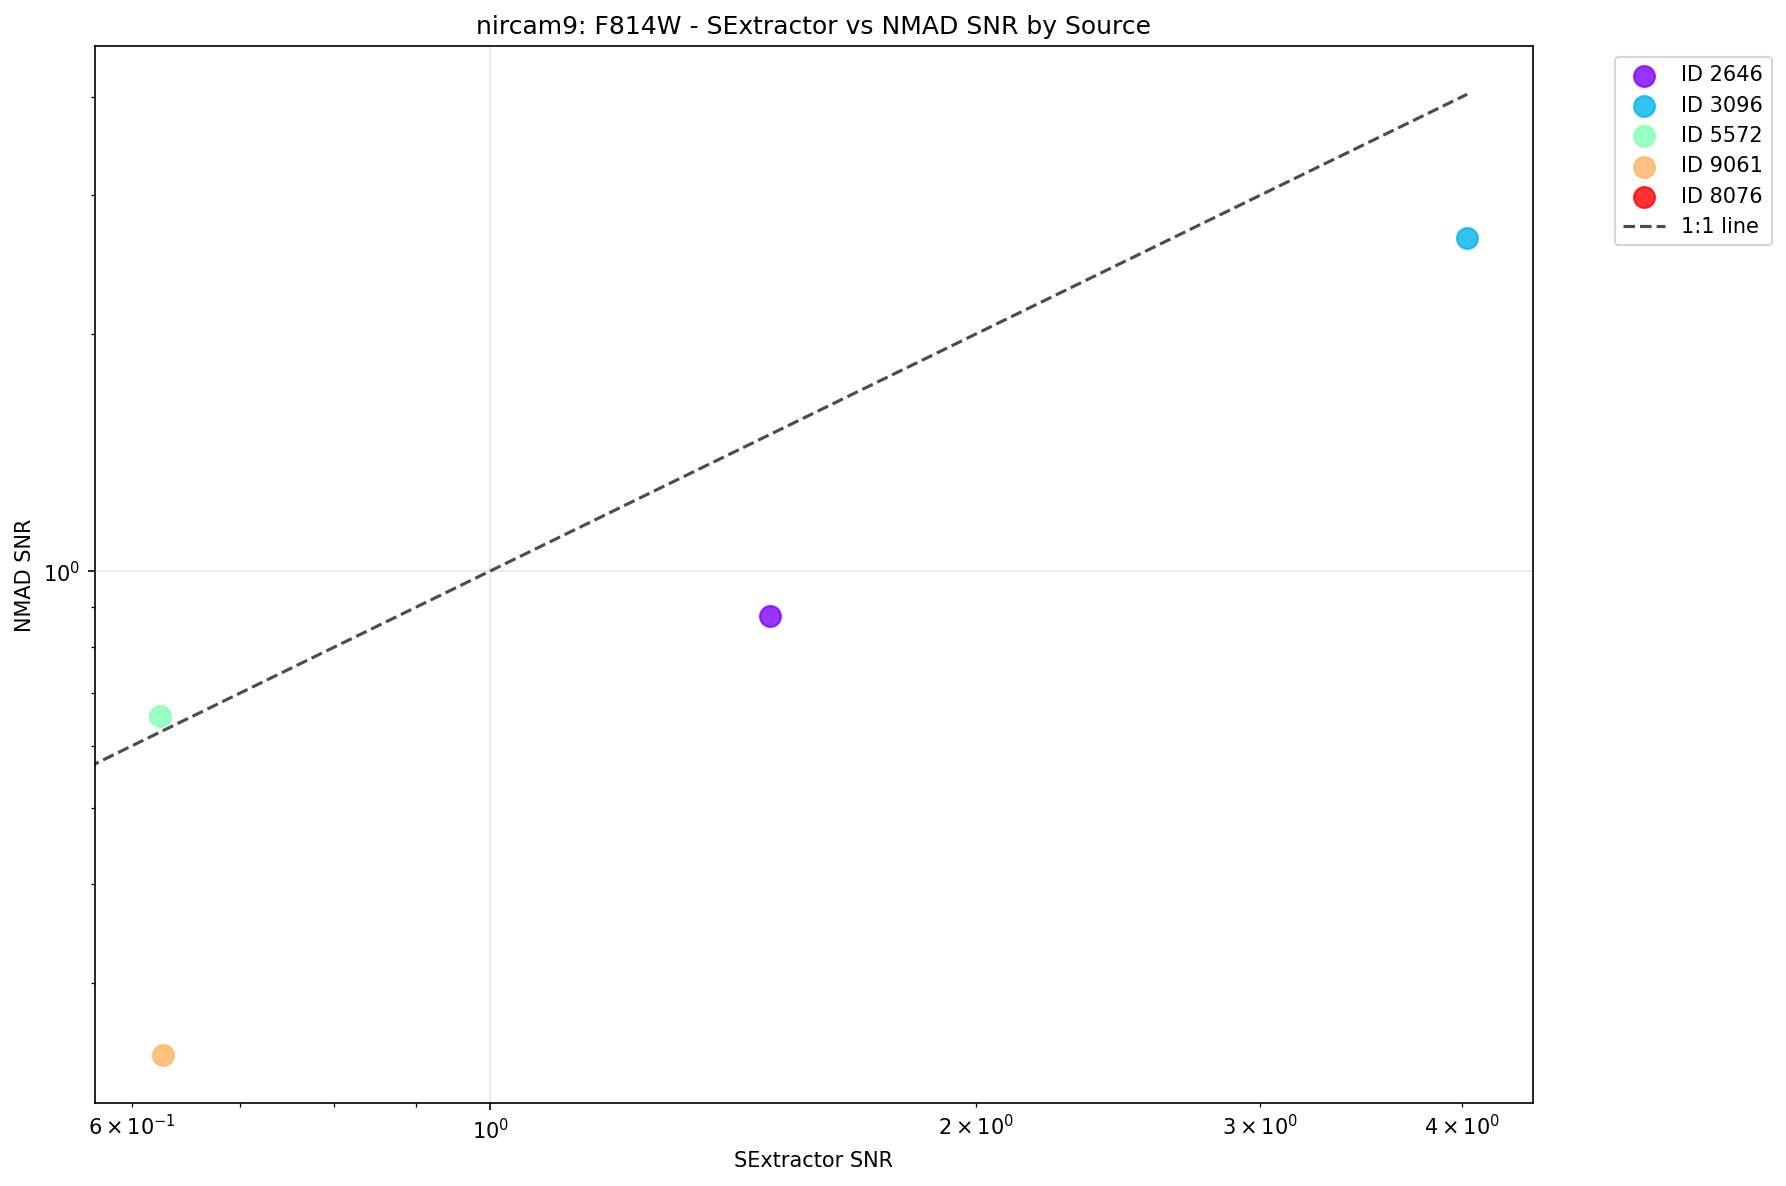 nircam9: F814W - SExtractor vs NMAD SNR by Source
ID 2646
ID 3096
ID 5572
ID 9061
ID 8076
1:1 line
NMAD SNR
10⁰
6 × 10⁻¹
10⁰
2 × 10⁰
3 × 10⁰
4 × 10⁰
SExtractor SNR